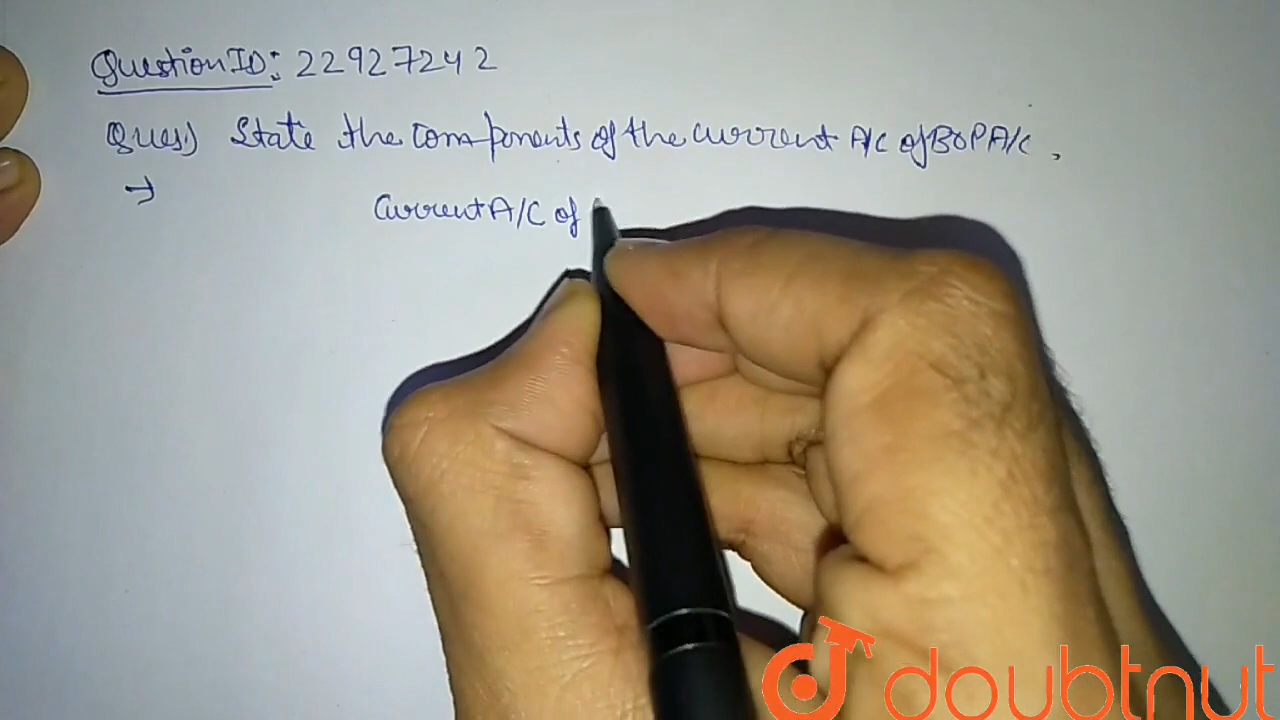 Question ID: 22927242
Ques:) State the components of the current A/C of BOP A/c.
→ Current A/C of
doubtnut